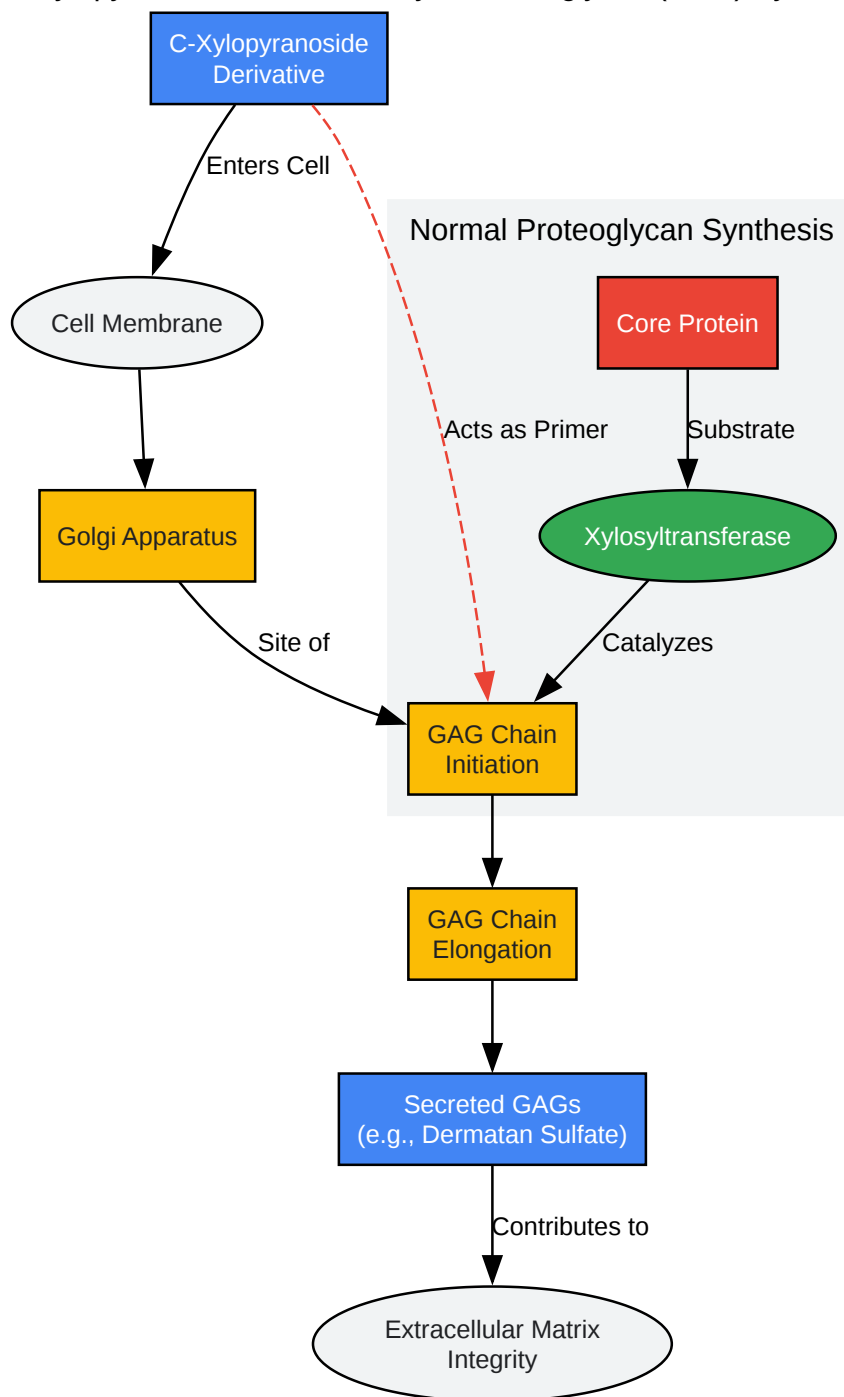 C-Xylopyranoside
Derivative
Enters Cell
Normal Proteoglycan Synthesis
Cell Membrane
Core Protein
Acts as Primer
Substrate
Golgi Apparatus
Xylosyltransferase
Site of
Catalyzes
GAG Chain
Initiation
GAG Chain
Elongation
Secreted GAGs
(e.g., Dermatan Sulfate)
Contributes to
Extracellular Matrix
Integrity